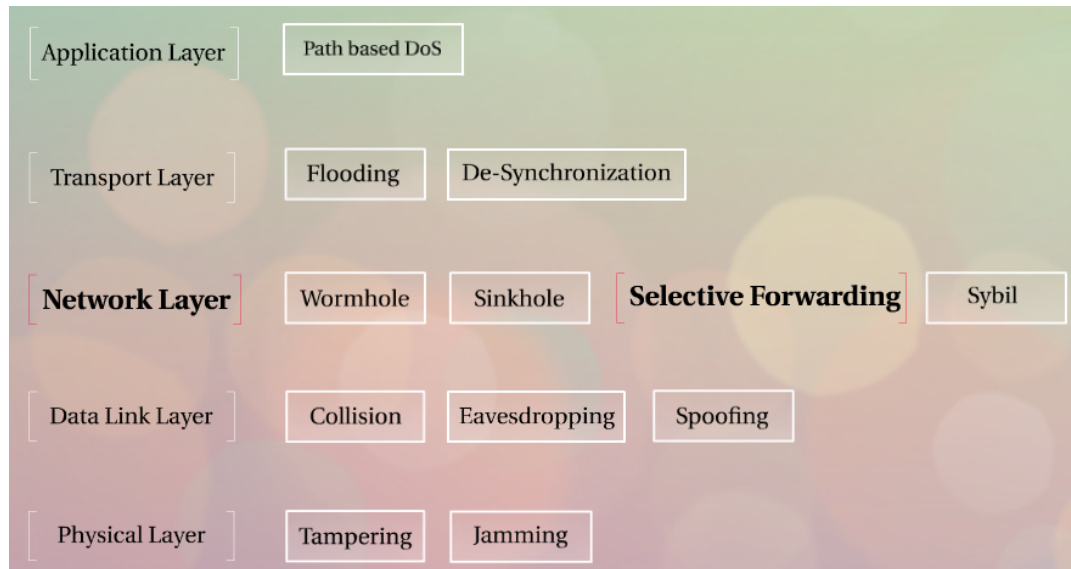 Application Layer
Path based DoS
Transport Layer
Flooding
De-Synchronization
Network Layer
Wormhole
Sinkhole
Selective Forwarding
Sybil
Data Link Layer
Collision
Eavesdropping
Spoofing
Physical Layer
Tampering
Jamming